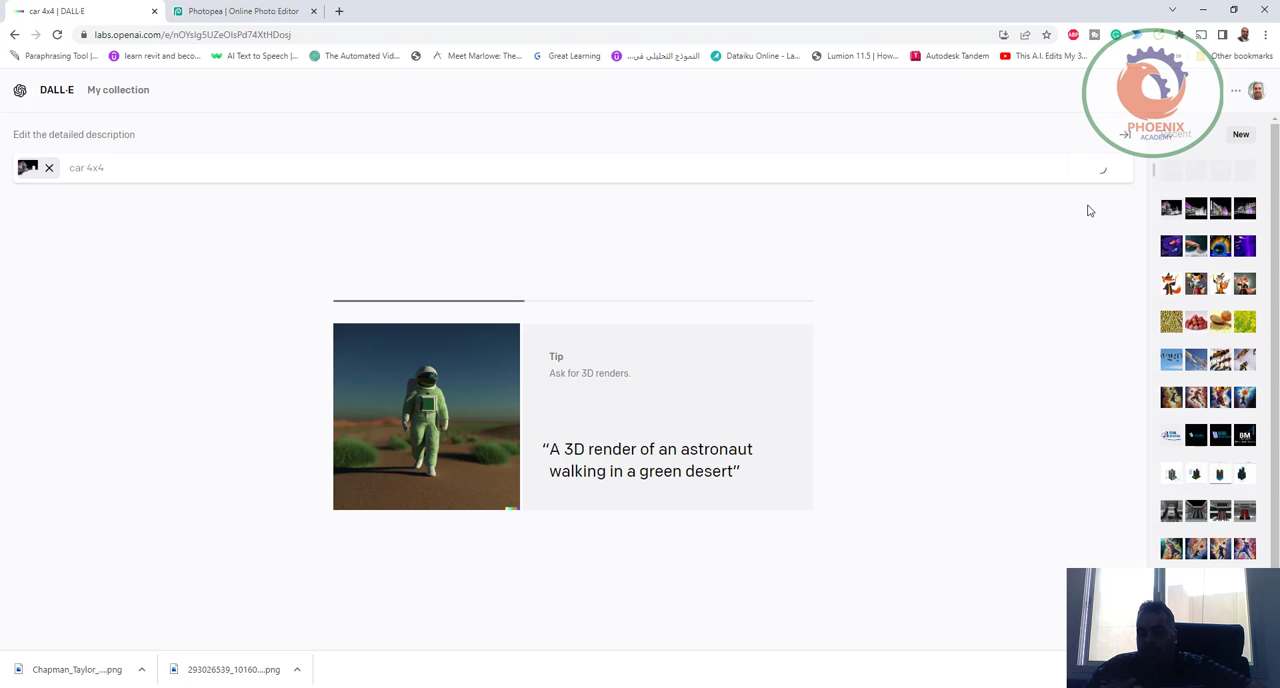 car 4x4 | DALL·E
Photopea | Online Photo Editor
labs.openai.com/e/nOYsIg5UZeOIsPd74XtHDosj
Paraphrasing Tool |...
learn revit and beco...
AI Text to Speech |...
The Automated Vid...
Meet Marlowe: The...
Great Learning
النموذج التحليلي في...
Dataiku Online - La...
Lumion 11.5 | How...
Autodesk Tandem
This A.I. Edits My 3...
Other bookmarks
DALL·E
My collection
PHOENIX
ACADEMY
Edit the detailed description
New
car 4x4
Tip
Ask for 3D renders.
“A 3D render of an astronaut
walking in a green desert”
Chapman_Taylor_....png
293026539_10160....png